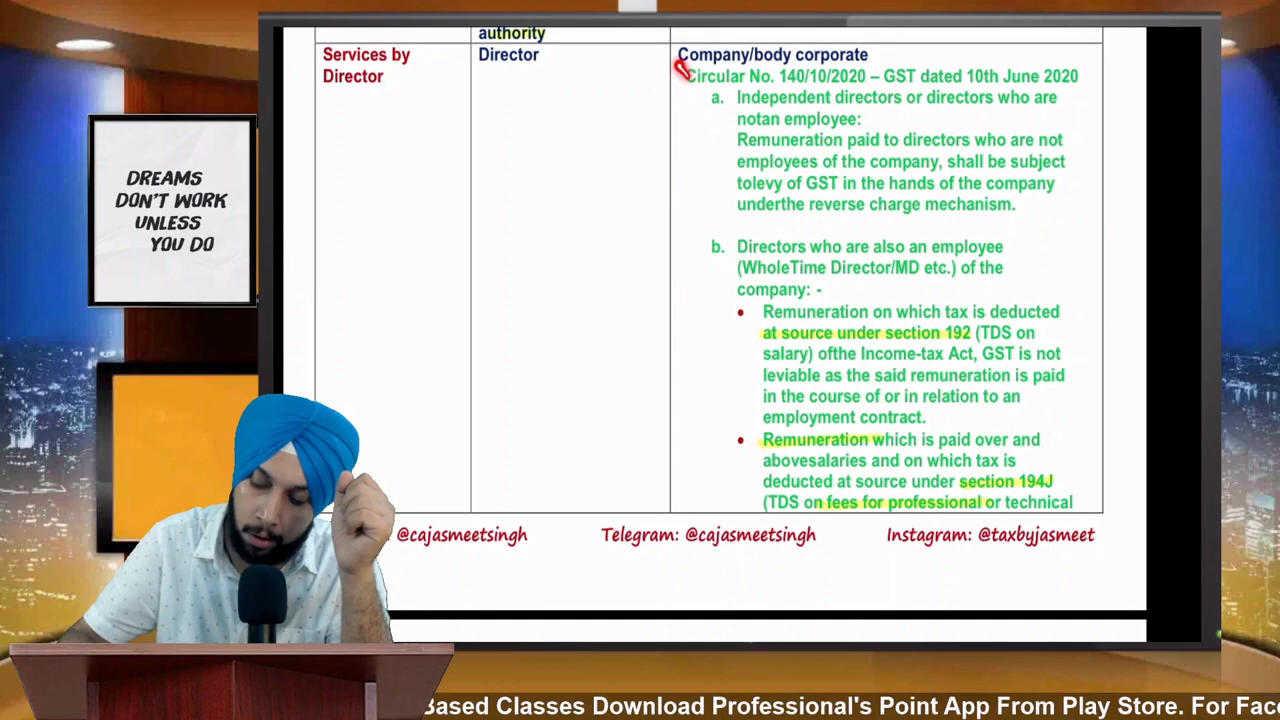 authority
Services by
Director
Director
Company/body corporate
Circular No. 140/10/2020 – GST dated 10th June 2020
a. Independent directors or directors who are
notan employee:
Remuneration paid to directors who are not
employees of the company, shall be subject
tolevy of GST in the hands of the company
underthe reverse charge mechanism.
b. Directors who are also an employee
(WholeTime Director/MD etc.) of the
company: -
• Remuneration on which tax is deducted
at source under section 192 (TDS on
salary) ofthe Income-tax Act, GST is not
leviable as the said remuneration is paid
in the course of or in relation to an
employment contract.
• Remuneration which is paid over and
abovesalaries and on which tax is
deducted at source under section 194J
(TDS on fees for professional or technical
@cajasmeetsingh
Telegram: @cajasmeetsingh
Instagram: @taxbyjasmeet
DREAMS
DON'T WORK
UNLESS
YOU DO
Based Classes Download Professional's Point App From Play Store. For